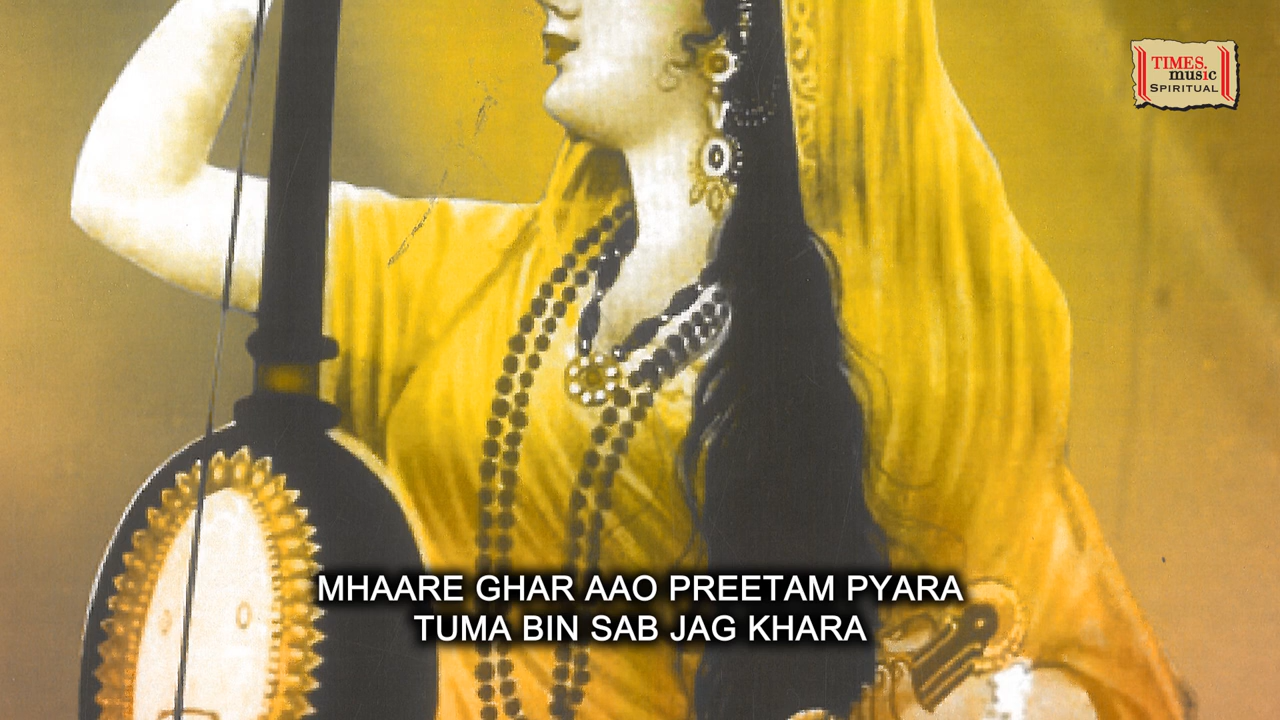 TIMES.
music
SPIRITUAL
MHAARE GHAR AAO PREETAM PYARA
TUMA BIN SAB JAG KHARA